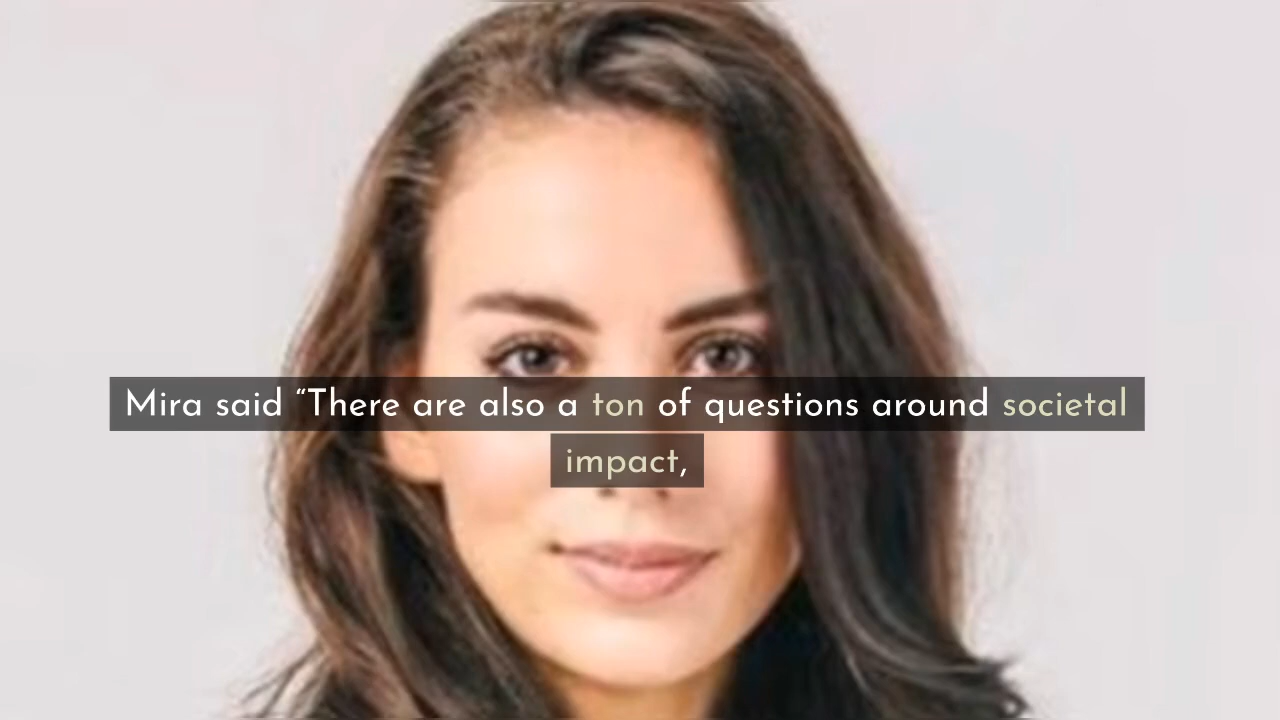 Mira said “There are also a ton of questions around societal
impact,